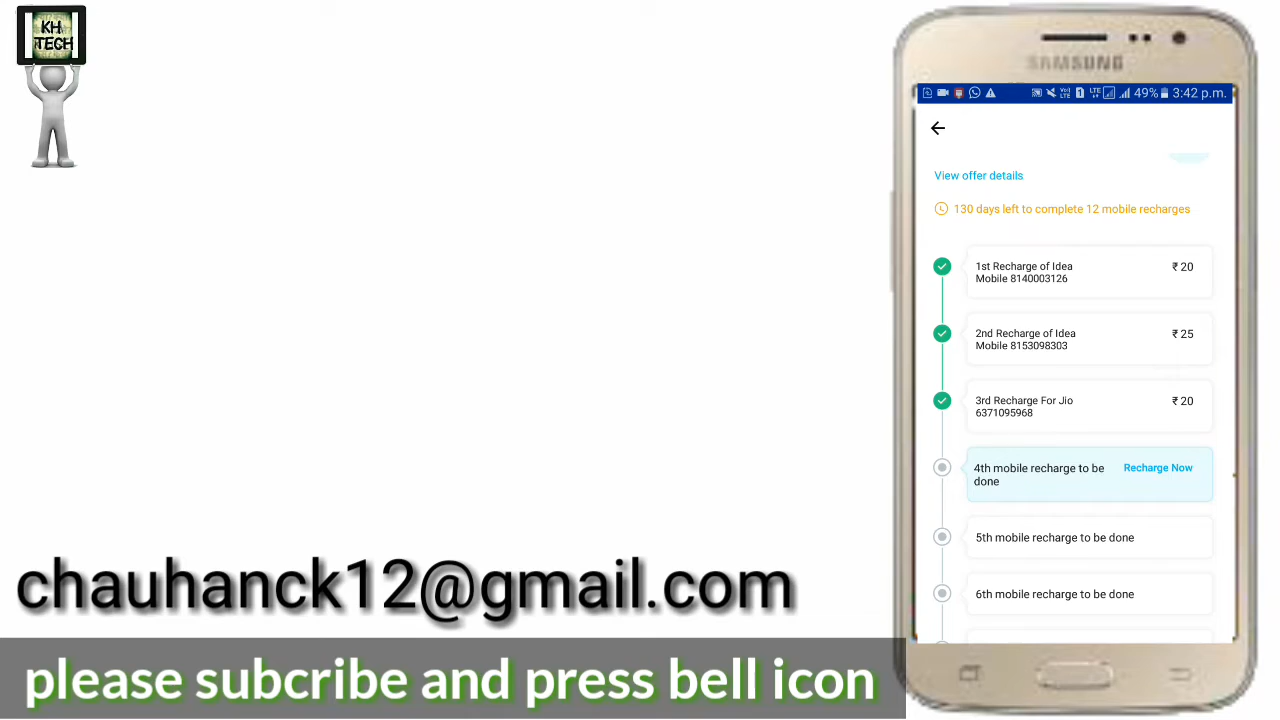 KH
TECH
SAMSUNG
49% 3:42 p.m.
View offer details
130 days left to complete 12 mobile recharges
1st Recharge of Idea
Mobile 8140003126
₹ 20
2nd Recharge of Idea
Mobile 8153098303
₹ 25
3rd Recharge For Jio
6371095968
₹ 20
4th mobile recharge to be
done
Recharge Now
5th mobile recharge to be done
6th mobile recharge to be done
chauhanck12@gmail.com
please subcribe and press bell icon